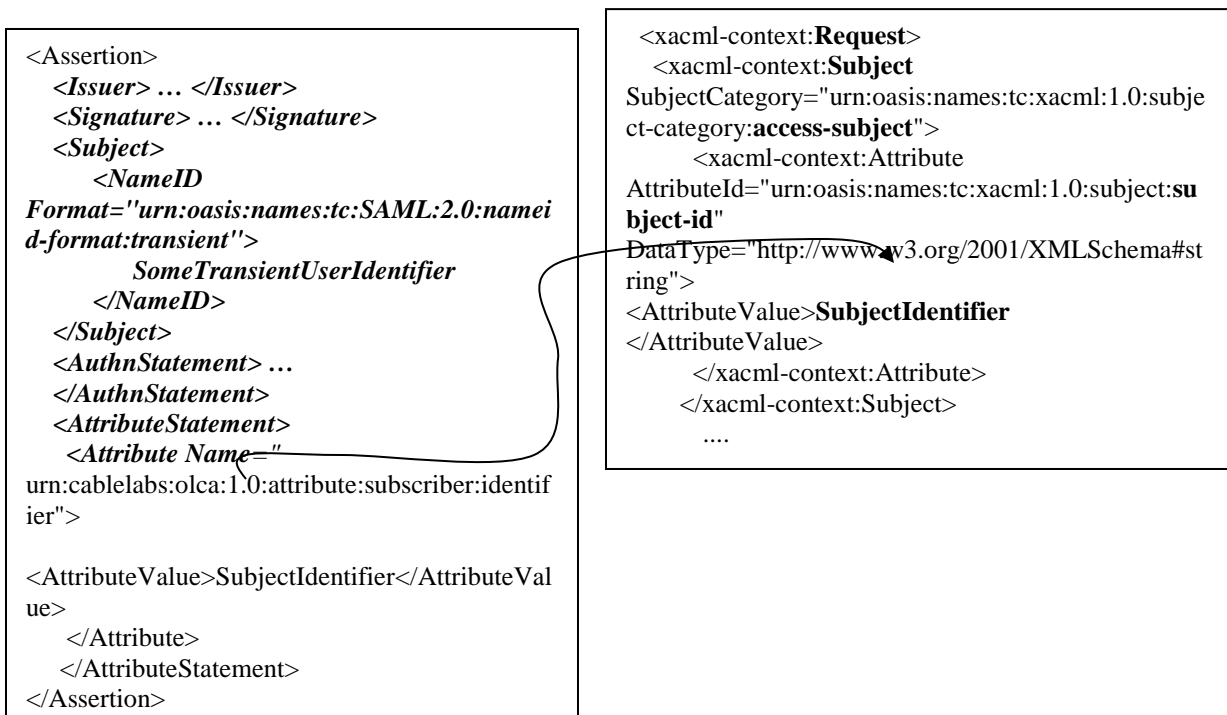 <Assertion>
<Issuer> … </Issuer>
<Signature> … </Signature>
<Subject>
<NameID
Format="urn:oasis:names:tc:SAML:2.0:namei
d-format:transient">
SomeTransientUserIdentifier
</NameID>
</Subject>
<AuthnStatement> …
</AuthnStatement>
<AttributeStatement>
<Attribute Name="
urn:cablelabs:olca:1.0:attribute:subscriber:identif
ier">
<AttributeValue>SubjectIdentifier</AttributeVal
ue>
</Attribute>
</AttributeStatement>
</Assertion>
<xacml-context:Request>
<xacml-context:Subject
SubjectCategory="urn:oasis:names:tc:xacml:1.0:subje
ct-category:access-subject">
<xacml-context:Attribute
AttributeId="urn:oasis:names:tc:xacml:1.0:subject:su
bject-id"
DataType="http://www.w3.org/2001/XMLSchema#st
ring">
<AttributeValue>SubjectIdentifier
</AttributeValue>
</xacml-context:Attribute>
</xacml-context:Subject>
....